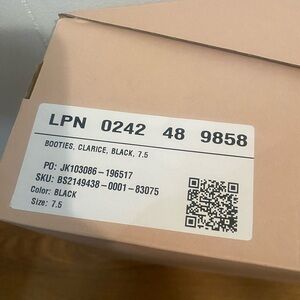 LPN 0242 48 9858
BOOTIES, CLARICE, BLACK, 7.5
PO: JK103086-196517
SKU: BS2149438-0001-83075
Color: BLACK
Size: 7.5